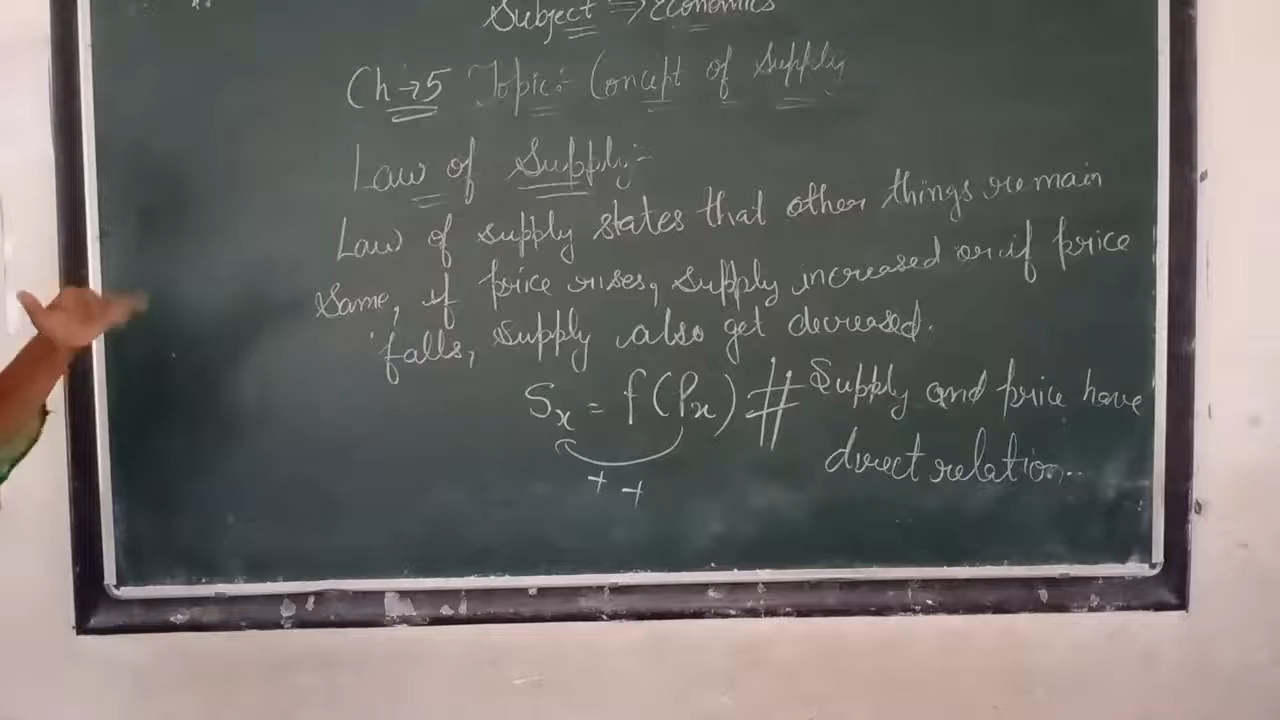 Subject ⇒ Economics
Ch→5 Topic:- Concept of Supply
Law of Supply:-
Law of supply states that other things remain
same, if price rises, supply increased or if price
falls, supply also get decreased.
Sx = f(Px) # Supply and price have
direct relation..
+ +